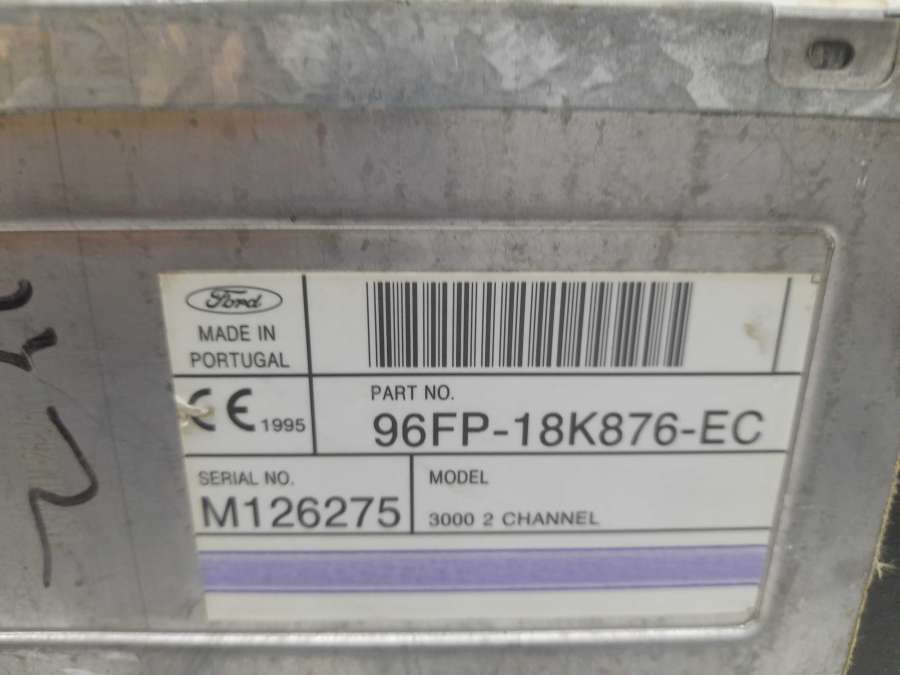 Ford
MADE IN
PORTUGAL
CE 1995
PART NO.
96FP-18K876-EC
SERIAL NO.
M126275
MODEL
3000 2 CHANNEL